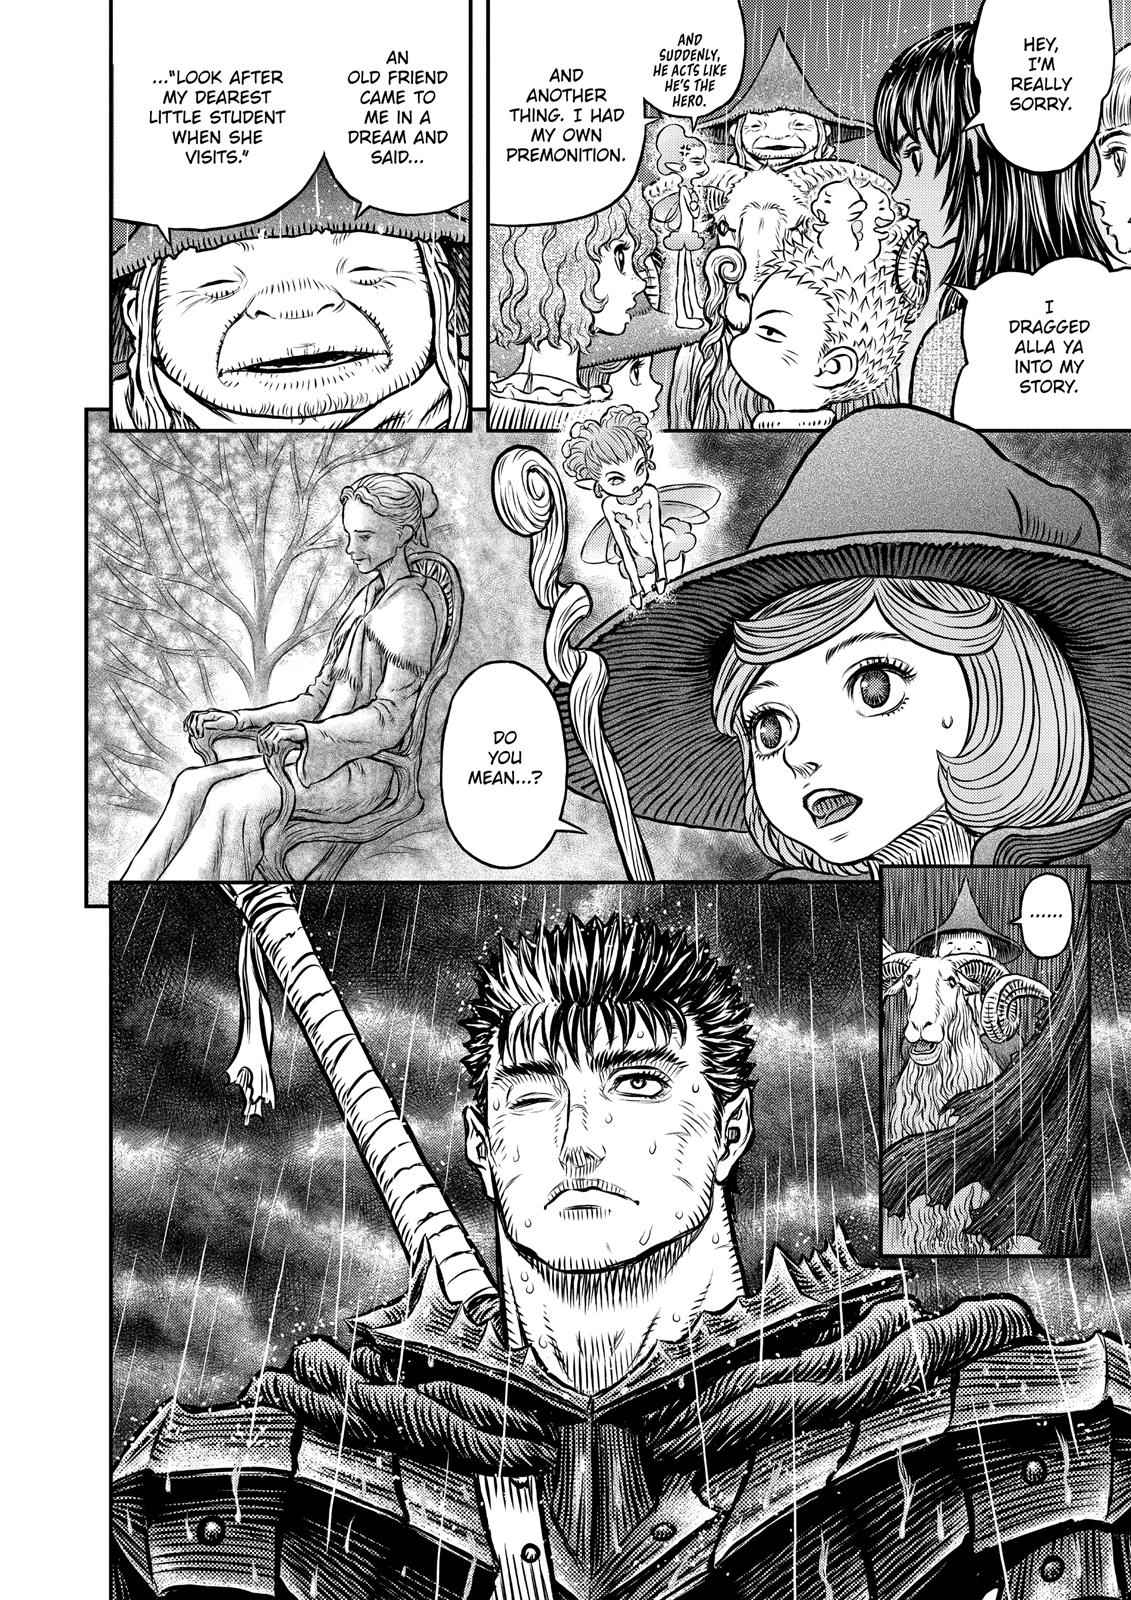 HEY,
I'M
REALLY
SORRY.
I
DRAGGED
ALLA YA
INTO MY
STORY.
AND
SUDDENLY,
HE ACTS LIKE
HE'S THE
HERO.
AND
ANOTHER
THING. I HAD
MY OWN
PREMONITION.
AN
OLD FRIEND
CAME TO
ME IN A
DREAM AND
SAID...
..."LOOK AFTER
MY DEAREST
LITTLE STUDENT
WHEN SHE
VISITS."
DO
YOU
MEAN...?
......